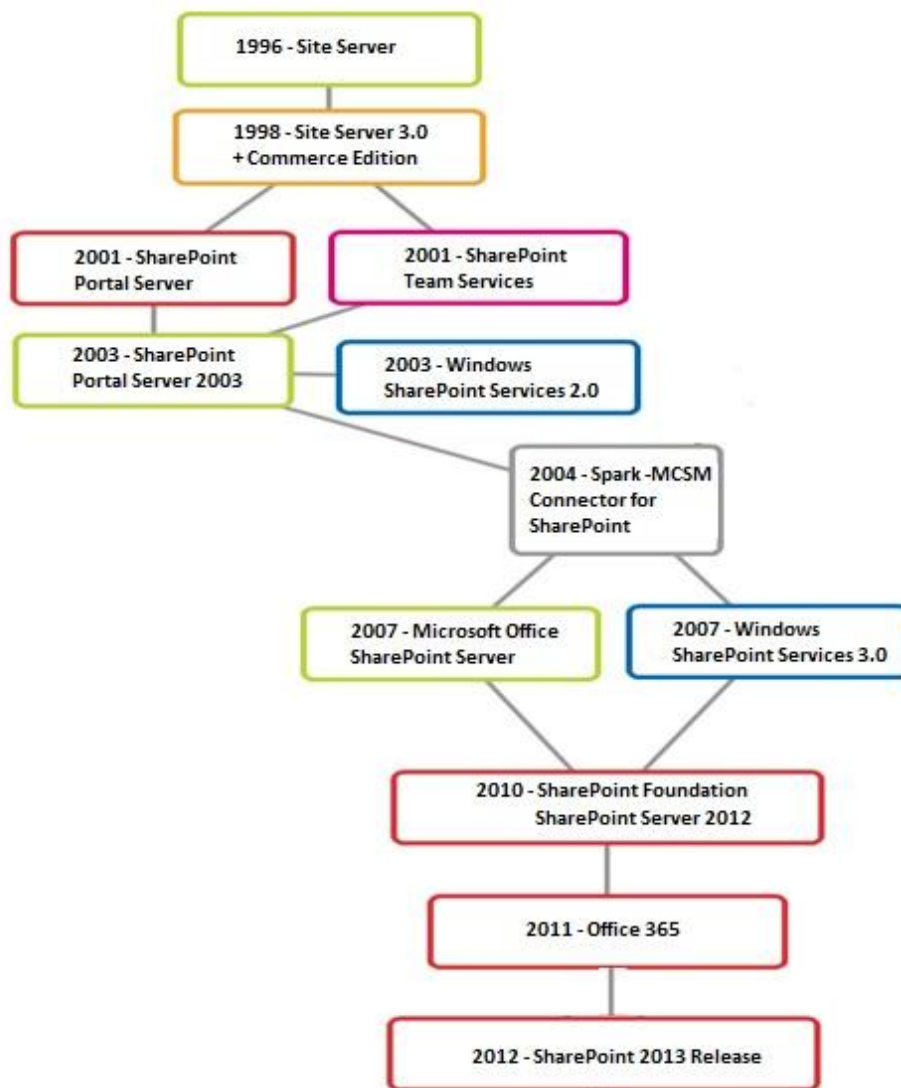 1996 - Site Server
1998 - Site Server 3.0
+ Commerce Edition
2001 - SharePoint
Portal Server
2001 - SharePoint
Team Services
2003 - SharePoint
Portal Server 2003
2003 - Windows
SharePoint Services 2.0
2004 - Spark -MCSM
Connector for
SharePoint
2007 - Microsoft Office
SharePoint Server
2007 - Windows
SharePoint Services 3.0
2010 - SharePoint Foundation
SharePoint Server 2012
2011 - Office 365
2012 - SharePoint 2013 Release